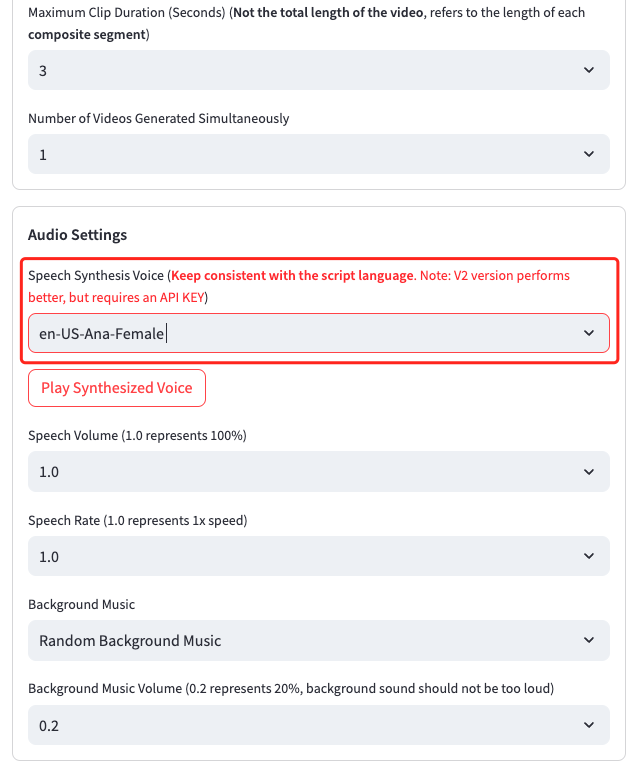 Maximum Clip Duration (Seconds) (Not the total length of the video, refers to the length of each
composite segment)
3
Number of Videos Generated Simultaneously
1
Audio Settings
Speech Synthesis Voice (Keep consistent with the script language. Note: V2 version performs
better, but requires an API KEY)
en-US-Ana-Female
Play Synthesized Voice
Speech Volume (1.0 represents 100%)
1.0
Speech Rate (1.0 represents 1x speed)
1.0
Background Music
Random Background Music
Background Music Volume (0.2 represents 20%, background sound should not be too loud)
0.2